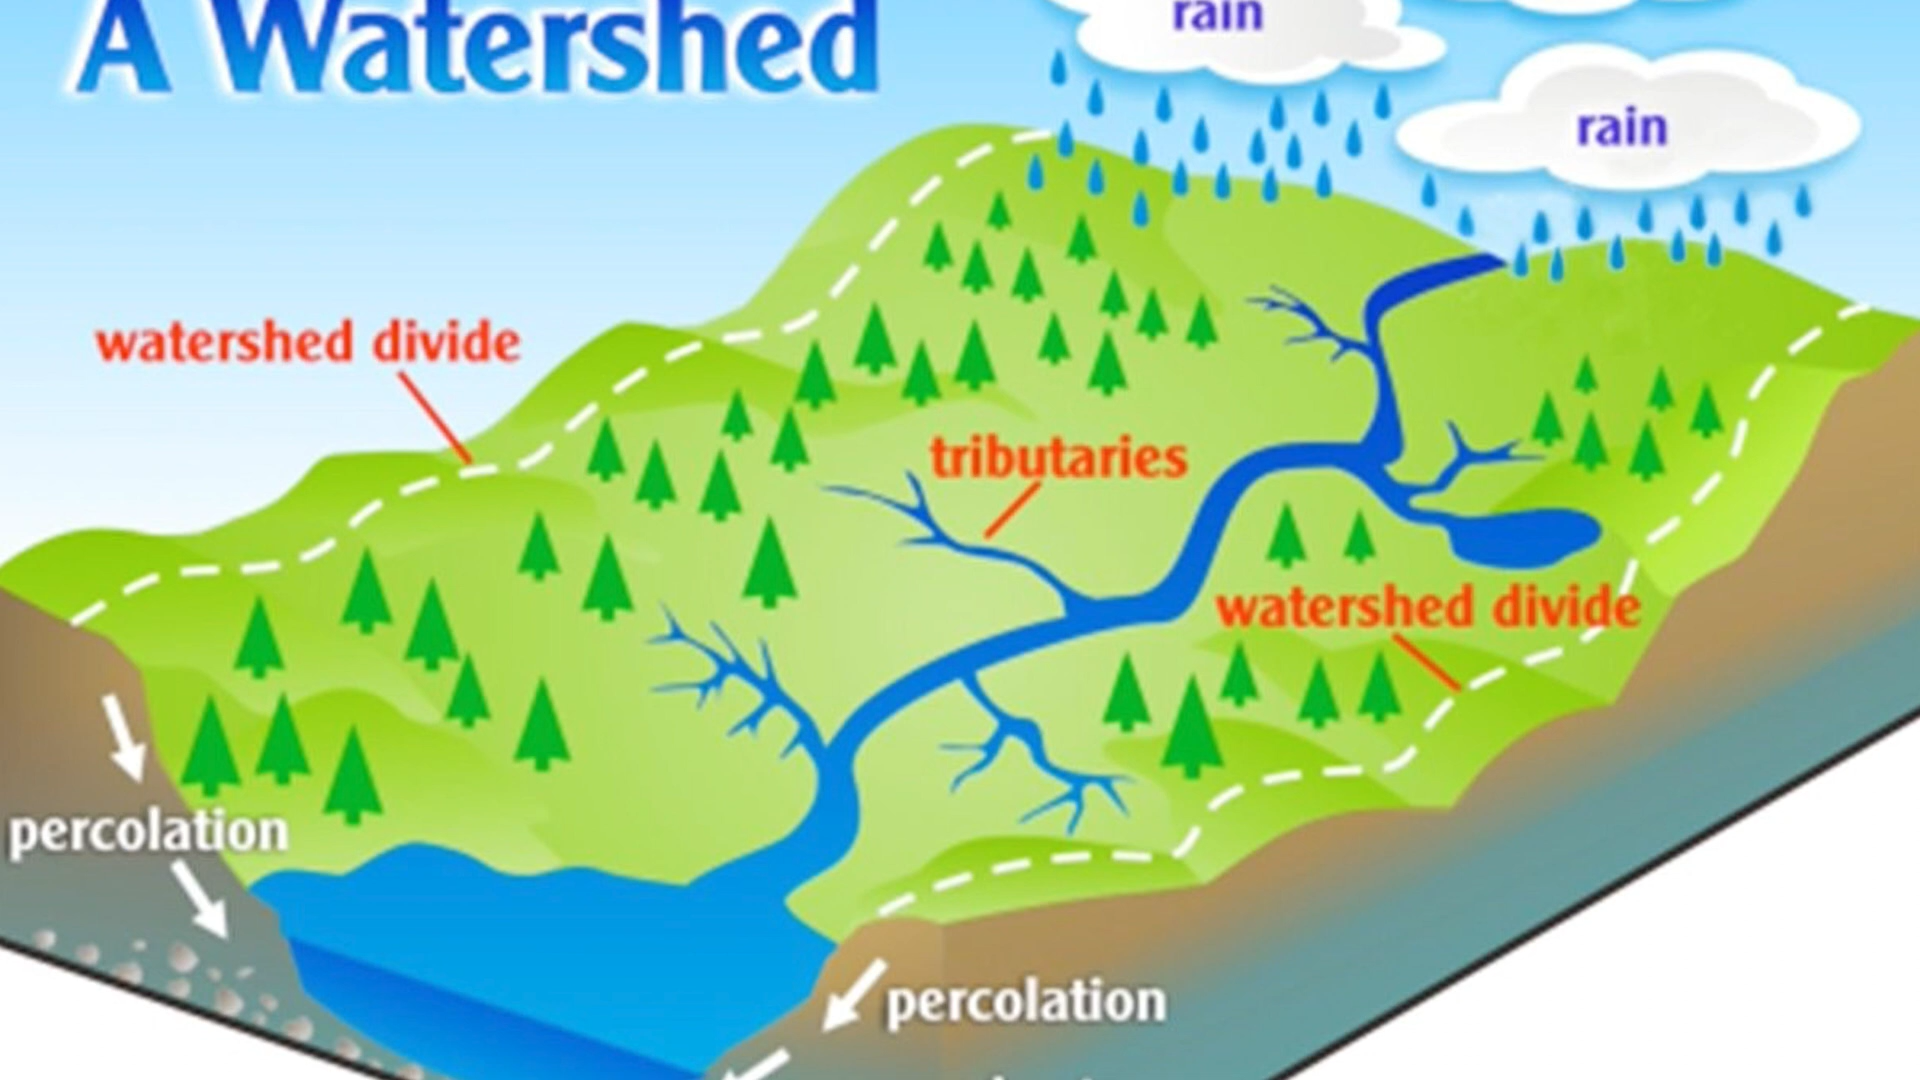 A Watershed
rain
rain
watershed divide
tributaries
watershed divide
percolation
percolation